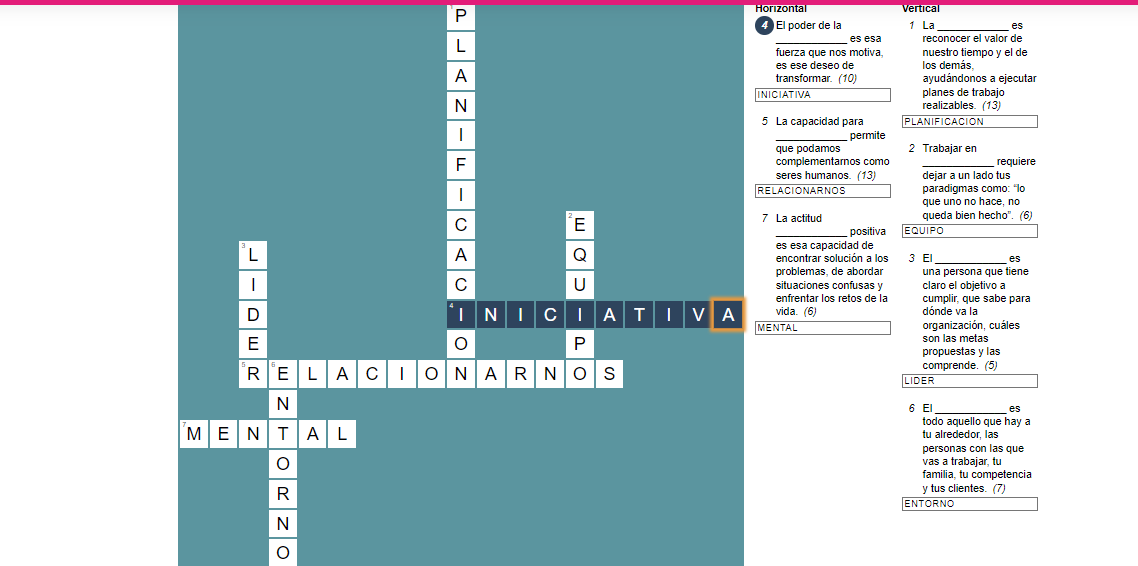 Horizontal
4 El poder de la
____________ es esa
fuerza que nos motiva,
es ese deseo de
transformar. (10)
INICIATIVA
5 La capacidad para
____________ permite
que podamos
complementarnos como
seres humanos. (13)
RELACIONARNOS
7 La actitud
____________ positiva
es esa capacidad de
encontrar solución a los
problemas, de abordar
situaciones confusas y
enfrentar los retos de la
vida. (6)
MENTAL
Vertical
1 La ____________ es
reconocer el valor de
nuestro tiempo y el de
los demás,
ayudándonos a ejecutar
planes de trabajo
realizables. (13)
PLANIFICACION
2 Trabajar en
____________ requiere
dejar a un lado tus
paradigmas como: “lo
que uno no hace, no
queda bien hecho”. (6)
EQUIPO
3 El ____________ es
una persona que tiene
claro el objetivo a
cumplir, que sabe para
dónde va la
organización, cuáles
son las metas
propuestas y las
comprende. (5)
LIDER
6 El ____________ es
todo aquello que hay a
tu alrededor, las
personas con las que
vas a trabajar, tu
familia, tu competencia
y tus clientes. (7)
ENTORNO
P
L
A
N
I
F
I
C 2 E
3 L A Q
I C U
D 4 I N I C I A T I V A
E O P
5 R 6 E L A C I O N A R N O S
N
7 M E N T A L
O
R
N
O